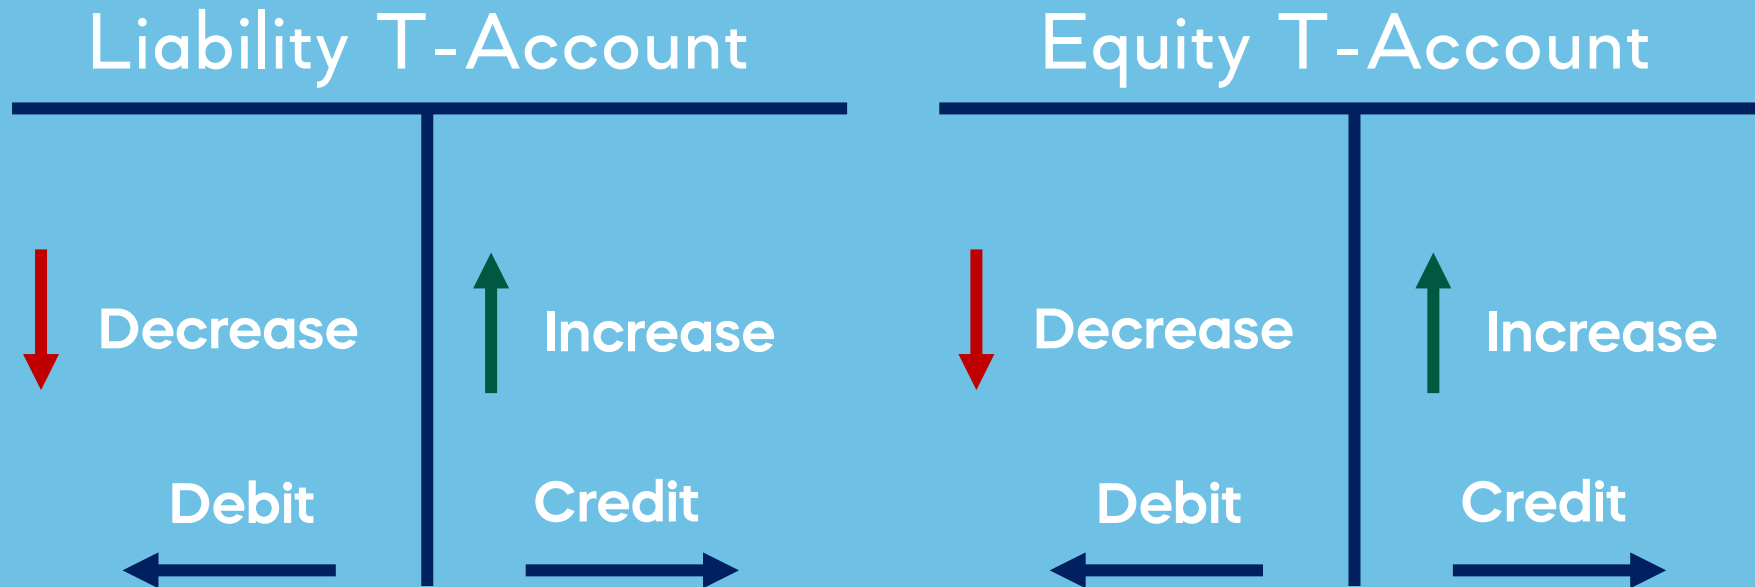 Liability T-Account
Decrease
Increase
Debit
Credit
Equity T-Account
Decrease
Increase
Debit
Credit